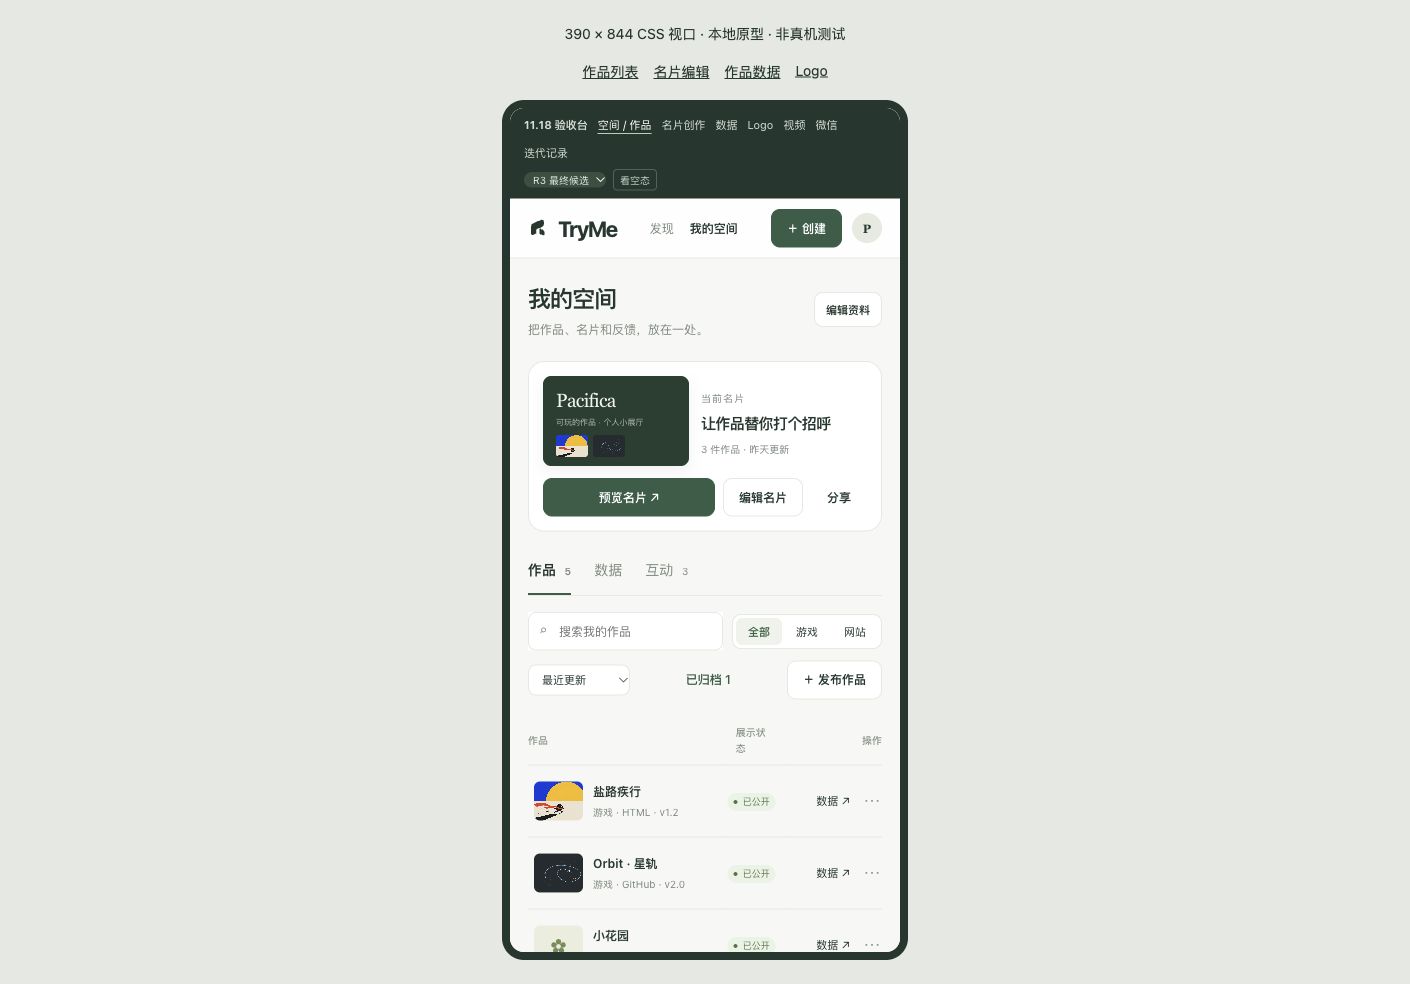 390 × 844 CSS 视口 · 本地原型 · 非真机测试
作品列表 名片编辑 作品数据 Logo
11.18 验收台 空间 / 作品 名片创作 数据 Logo 视频 微信
迭代记录
R3 最终候选 看空态
TryMe 发现 我的空间 + 创建 P
我的空间
编辑资料
把作品、名片和反馈，放在一处。
Pacifica
可玩的作品 · 个人小展厅
当前名片
让作品替你打个招呼
3 件作品 · 昨天更新
预览名片 ↗ 编辑名片 分享
作品 5 数据 互动 3
搜索我的作品 全部 游戏 网站
最近更新 已归档 1 + 发布作品
作品 展示状态 操作
盐路疾行
游戏 · HTML · v1.2
已公开 数据 ↗ ···
Orbit · 星轨
游戏 · GitHub · v2.0
已公开 数据 ↗ ···
小花园
已公开 数据 ↗ ···